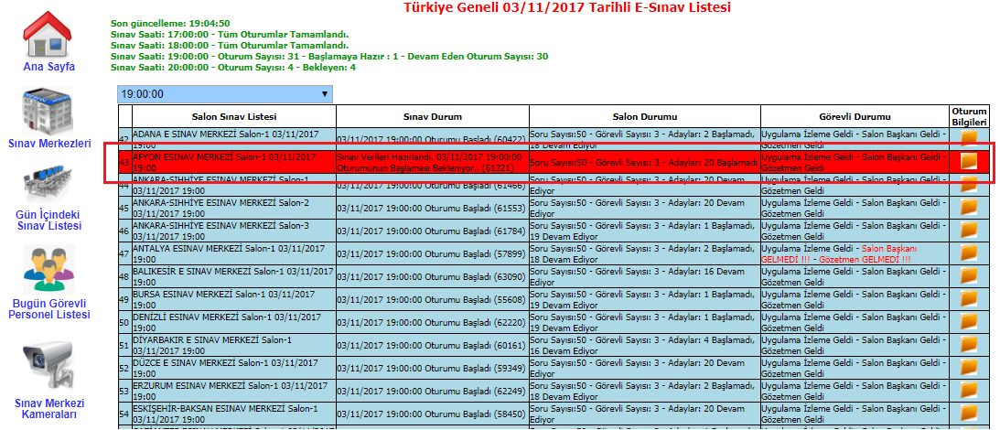 Türkiye Geneli 03/11/2017 Tarihli E-Sınav Listesi
Son güncelleme: 19:04:50
Sınav Saati: 17:00:00 - Tüm Oturumlar Tamamlandı.
Sınav Saati: 18:00:00 - Tüm Oturumlar Tamamlandı.
Sınav Saati: 19:00:00 - Oturum Sayısı: 31 - Başlamaya Hazır : 1 - Devam Eden Oturum Sayısı: 30
Sınav Saati: 20:00:00 - Oturum Sayısı: 4 - Bekleyen: 4
Ana Sayfa
Sınav Merkezleri
Gün İçindeki
Sınav Listesi
Bugün Görevli
Personel Listesi
Sınav Merkezi
Kameraları
19:00:00
Salon Sınav Listesi Sınav Durum Salon Durumu Görevli Durumu Oturum
Bilgileri
42 ADANA E SINAV MERKEZİ Salon-1 03/11/2017 03/11/2017 19:00:00 Oturumu Başladı (60422) Soru Sayısı:50 - Görevli Sayısı: 3 - Adaylar: 2 Başlamadı, Uygulama İzleme Geldi - Salon Başkanı Geldi -
19:00 18 Devam Ediyor Gözetmen Geldi
43 AFYON ESINAV MERKEZİ Salon-1 03/11/2017 Sınav Verileri Hazırlandı, 03/11/2017 19:00:00 Soru Sayısı:50 - Görevli Sayısı: 3 - Adaylar: 20 Başlamadı Uygulama İzleme Geldi - Salon Başkanı Geldi -
19:00 Oturumunun Başlaması Bekleniyor.. (61321) Gözetmen Geldi
44 ANKARA-SIHHİYE ESINAV MERKEZİ Salon-1 03/11/2017 19:00:00 Oturumu Başladı (61466) Soru Sayısı:50 - Görevli Sayısı: 3 - Adaylar: 20 Devam Uygulama İzleme Geldi - Salon Başkanı Geldi -
03/11/2017 19:00 Ediyor Gözetmen Geldi
45 ANKARA-SIHHİYE ESINAV MERKEZİ Salon-2 03/11/2017 19:00:00 Oturumu Başladı (61553) Soru Sayısı:50 - Görevli Sayısı: 3 - Adaylar: 20 Devam Uygulama İzleme Geldi - Salon Başkanı Geldi -
03/11/2017 19:00 Ediyor Gözetmen Geldi
46 ANKARA-SIHHİYE ESINAV MERKEZİ Salon-3 03/11/2017 19:00:00 Oturumu Başladı (61784) Soru Sayısı:50 - Görevli Sayısı: 3 - Adaylar: 1 Başlamadı, Uygulama İzleme Geldi - Salon Başkanı Geldi -
03/11/2017 19:00 19 Devam Ediyor Gözetmen Geldi
47 ANTALYA ESINAV MERKEZİ Salon-1 03/11/2017 03/11/2017 19:00:00 Oturumu Başladı (57899) Soru Sayısı:50 - Görevli Sayısı: 3 - Adaylar: 2 Başlamadı, Uygulama İzleme Geldi - Salon Başkanı
19:00 18 Devam Ediyor GELMEDİ !!! - Gözetmen GELMEDİ !!!
48 BALIKESİR E SINAV MERKEZİ Salon-1 03/11/2017 03/11/2017 19:00:00 Oturumu Başladı (63090) Soru Sayısı:50 - Görevli Sayısı: 3 - Adaylar: 16 Devam Uygulama İzleme Geldi - Salon Başkanı Geldi -
19:00 Ediyor Gözetmen Geldi
49 BURSA ESINAV MERKEZİ Salon-1 03/11/2017 03/11/2017 19:00:00 Oturumu Başladı (55608) Soru Sayısı:50 - Görevli Sayısı: 3 - Adaylar: 1 Başlamadı, Uygulama İzleme Geldi - Salon Başkanı Geldi -
19:00 19 Devam Ediyor Gözetmen Geldi
50 DENİZLİ ESINAV MERKEZİ Salon-1 03/11/2017 03/11/2017 19:00:00 Oturumu Başladı (62220) Soru Sayısı:50 - Görevli Sayısı: 3 - Adaylar: 1 Başlamadı, Uygulama İzleme Geldi - Salon Başkanı Geldi -
19:00 19 Devam Ediyor Gözetmen Geldi
51 DİYARBAKIR E SINAV MERKEZİ Salon-1 03/11/2017 19:00:00 Oturumu Başladı (60161) Soru Sayısı:50 - Görevli Sayısı: 3 - Adaylar: 4 Başlamadı, Uygulama İzleme Geldi - Salon Başkanı Geldi -
03/11/2017 19:00 16 Devam Ediyor Gözetmen Geldi
52 DÜZCE E SINAV MERKEZİ Salon-1 03/11/2017 03/11/2017 19:00:00 Oturumu Başladı (59349) Soru Sayısı:50 - Görevli Sayısı: 3 - Adaylar: 20 Devam Uygulama İzleme Geldi - Salon Başkanı Geldi -
19:00 Ediyor Gözetmen Geldi
53 ERZURUM ESINAV MERKEZİ Salon-1 03/11/2017 03/11/2017 19:00:00 Oturumu Başladı (62249) Soru Sayısı:50 - Görevli Sayısı: 3 - Adaylar: 2 Başlamadı, Uygulama İzleme Geldi - Salon Başkanı Geldi -
19:00 18 Devam Ediyor Gözetmen Geldi
54 ESKİŞEHİR-BAKSAN ESINAV MERKEZİ Salon-1 03/11/2017 19:00:00 Oturumu Başladı (58450) Soru Sayısı:50 - Görevli Sayısı: 3 - Adaylar: 20 Devam Uygulama İzleme Geldi - Salon Başkanı Geldi -
03/11/2017 19:00 Ediyor Gözetmen Geldi